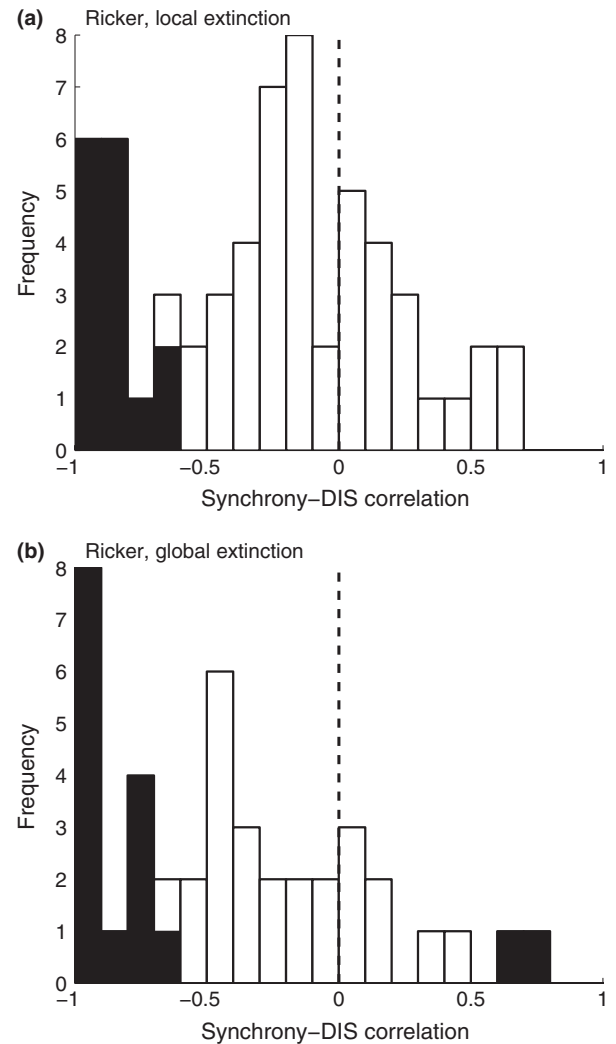 (a) Ricker, local extinction
8
7
6
5
4
3
2
1
0
Frequency
−1 −0.5 0 0.5 1
Synchrony–DIS correlation
(b) Ricker, global extinction
8
7
6
5
4
3
2
1
0
Frequency
−1 −0.5 0 0.5 1
Synchrony–DIS correlation